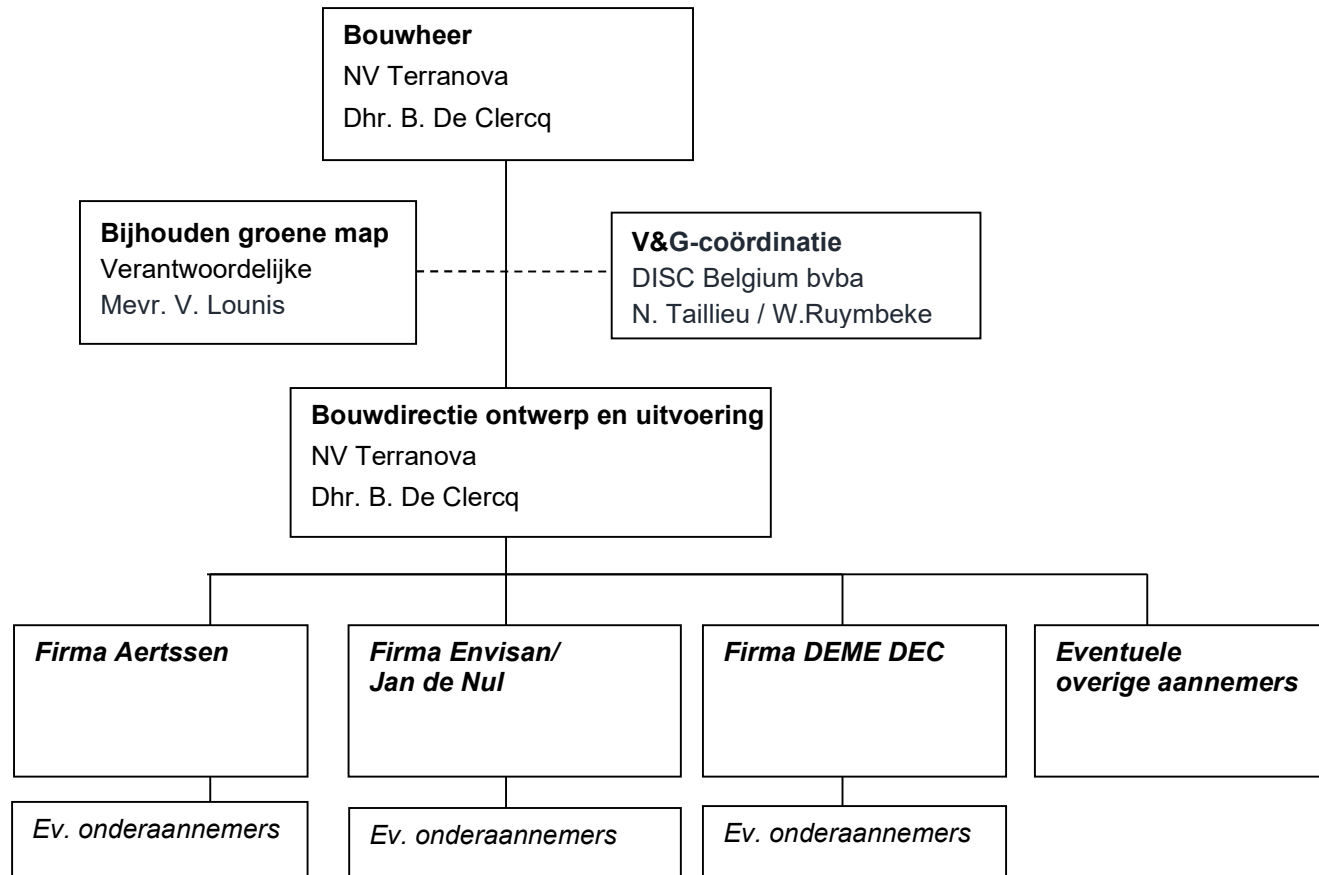 Bouwheer
NV Terranova
Dhr. B. De Clercq
Bijhouden groene map
Verantwoordelijke
Mevr. V. Lounis
V&G-coördinatie
DISC Belgium bvba
N. Taillieu / W.Ruymbeke
Bouwdirectie ontwerp en uitvoering
NV Terranova
Dhr. B. De Clercq
Firma Aertssen
Firma Envisan/
Jan de Nul
Firma DEME DEC
Eventuele
overige aannemers
Ev. onderaannemers
Ev. onderaannemers
Ev. onderaannemers